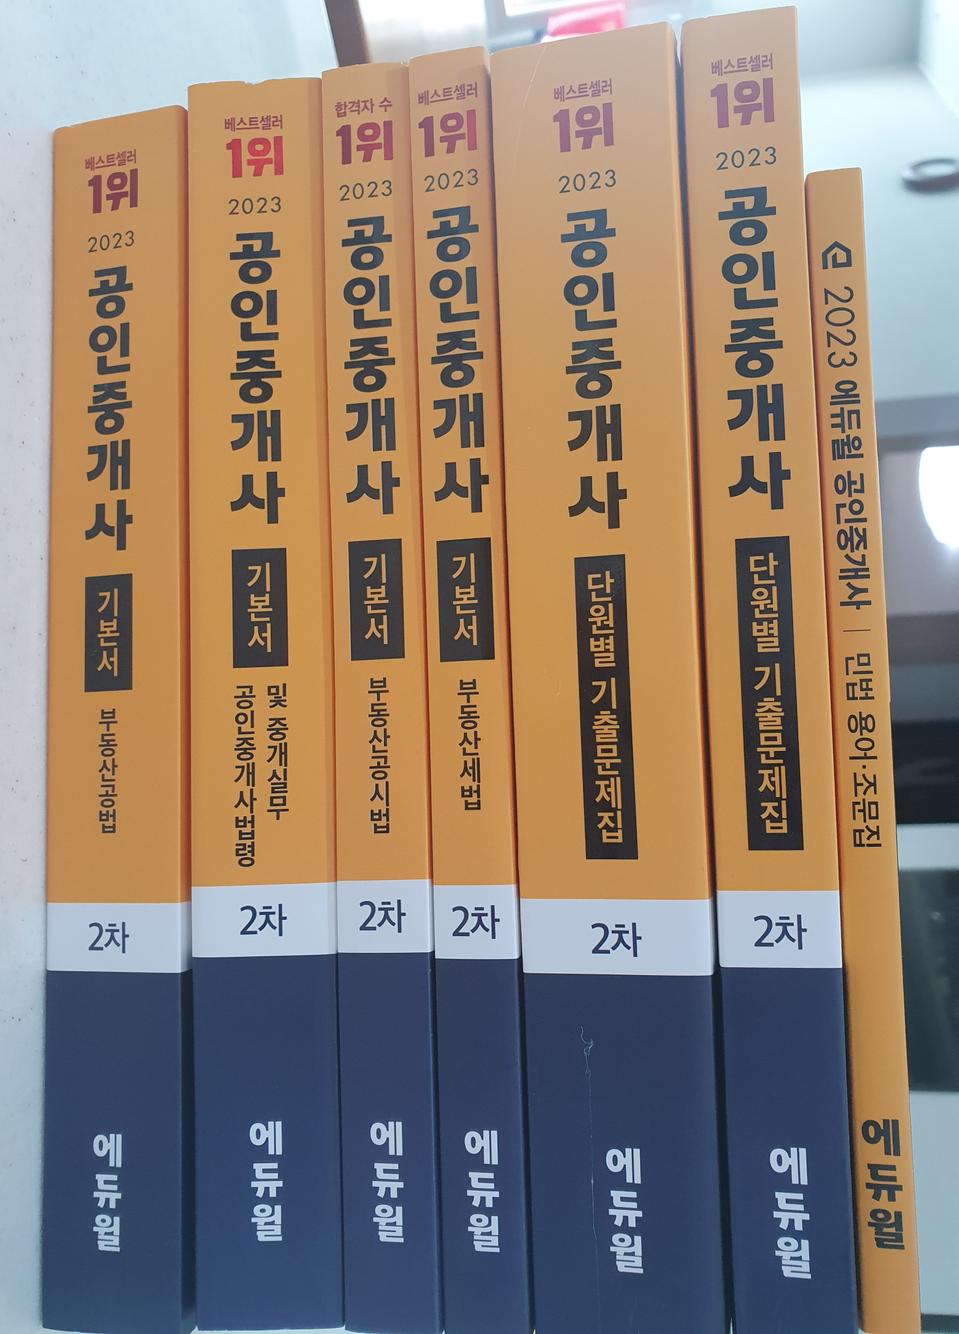 베스트셀러
1위
2023
공인중개사
기본서
부동산공법
2차
에듀윌
베스트셀러
1위
2023
공인중개사
기본서
공인중개사법령
및 중개실무
2차
에듀윌
합격자 수
1위
2023
공인중개사
기본서
부동산공시법
2차
에듀윌
베스트셀러
1위
2023
공인중개사
기본서
부동산세법
2차
에듀윌
베스트셀러
1위
2023
공인중개사
단원별 기출문제집
2차
에듀윌
베스트셀러
1위
2023
공인중개사
단원별 기출문제집
2차
에듀윌
2023 에듀윌 공인중개사 | 민법 용어·조문집
에듀윌